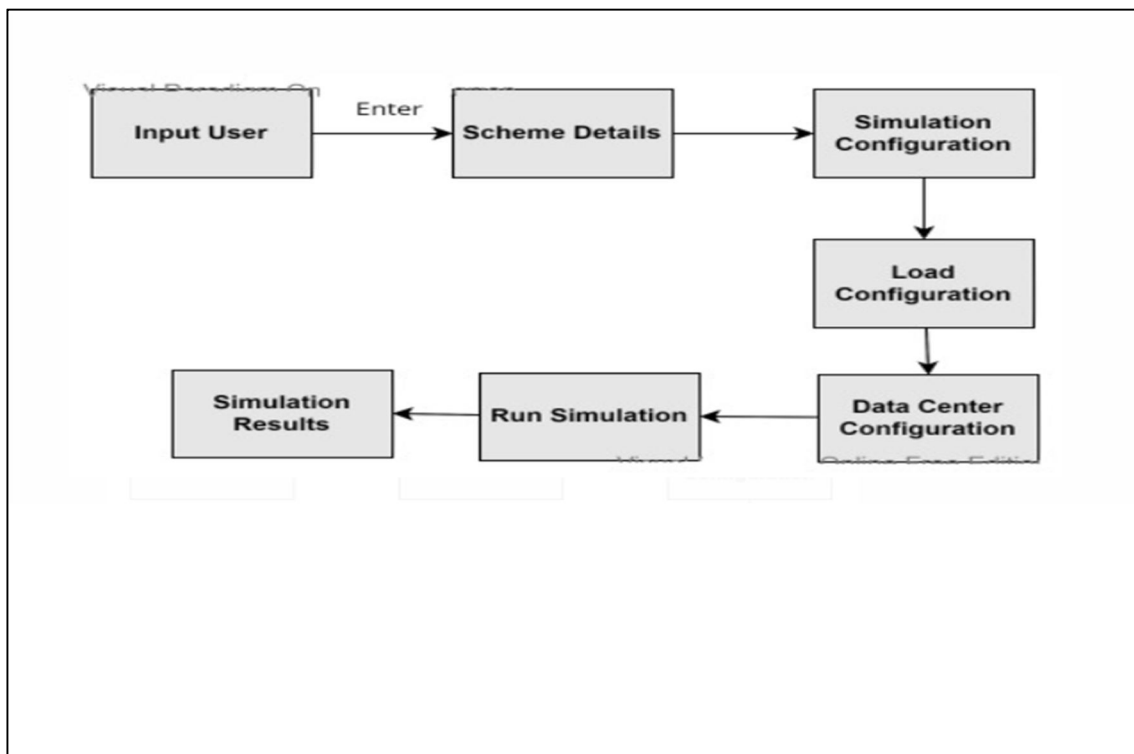 Input User
Enter
Scheme Details
Simulation
Configuration
Load
Configuration
Data Center
Configuration
Run Simulation
Simulation
Results